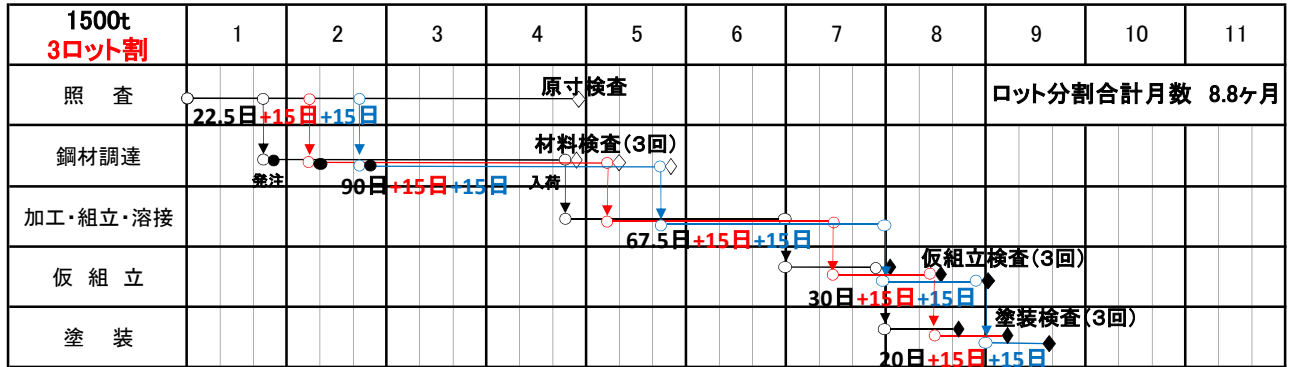 1500t
3ロット割
1 2 3 4 5 6 7 8 9 10 11
照 査
原寸検査
ロット分割合計月数 8.8ヶ月
22.5日+15日+15日
鋼材調達
材料検査(3回)
発注
90日+15日+15日
入荷
加工・組立・溶接
67.5日+15日+15日
仮 組 立
仮組立検査(3回)
30日+15日+15日
塗 装
塗装検査(3回)
20日+15日+15日